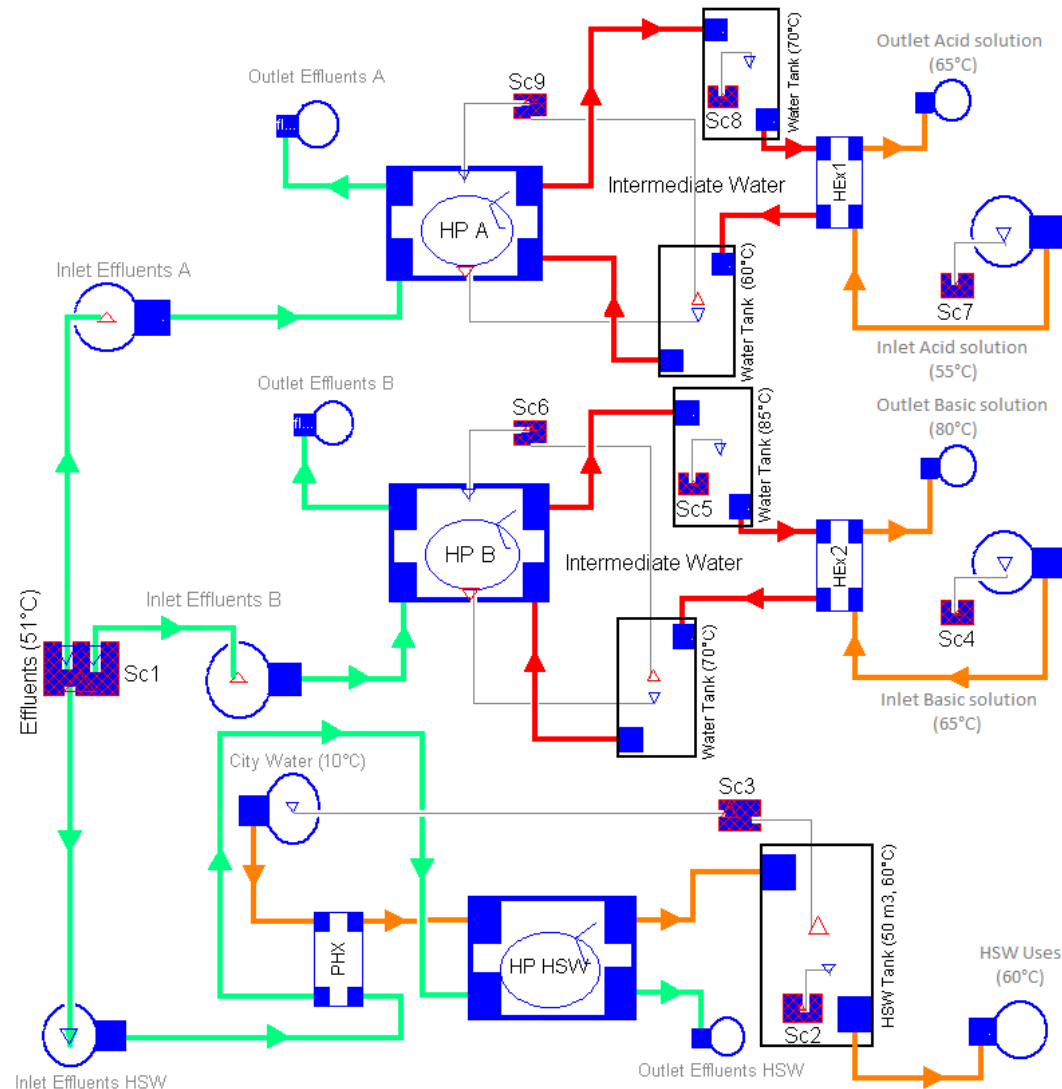 Outlet Acid solution
(65°C)
Water Tank (70°C)
Outlet Effluents A
Sc9
Sc8
fl...
HEx1
Intermediate Water
HP A
Inlet Effluents A
Sc7
Water Tank (60°C)
Inlet Acid solution
(55°C)
Outlet Effluents B
Sc6
Outlet Basic solution
(80°C)
Water Tank (85°C)
fl...
Sc5
HEx2
HP B
Intermediate Water
Inlet Effluents B
Sc4
Effluents (51°C)
Sc1
Water Tank (70°C)
Inlet Basic solution
(65°C)
City Water (10°C)
Sc3
HSW Tank (50 m3, 60°C)
PHX
HP HSW
HSW Uses
(60°C)
Sc2
Inlet Effluents HSW
Outlet Effluents HSW